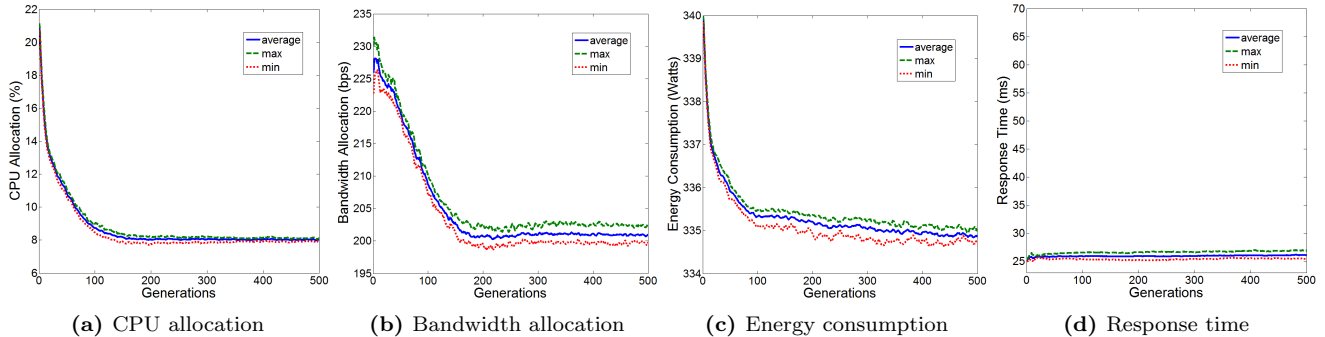 22
20
18
16
14
12
10
8
6
CPU Allocation (%)
average
max
min
0 100 200 300 400 500
Generations
(a) CPU allocation
235
230
225
220
215
210
205
200
195
Bandwidth Allocation (bps)
average
max
min
0 100 200 300 400 500
Generations
(b) Bandwidth allocation
340
339
338
337
336
335
334
Energy Consumption (Watts)
average
max
min
0 100 200 300 400 500
Generations
(c) Energy consumption
70
65
60
55
50
45
40
35
30
25
Response Time (ms)
average
max
min
0 100 200 300 400 500
Generations
(d) Response time